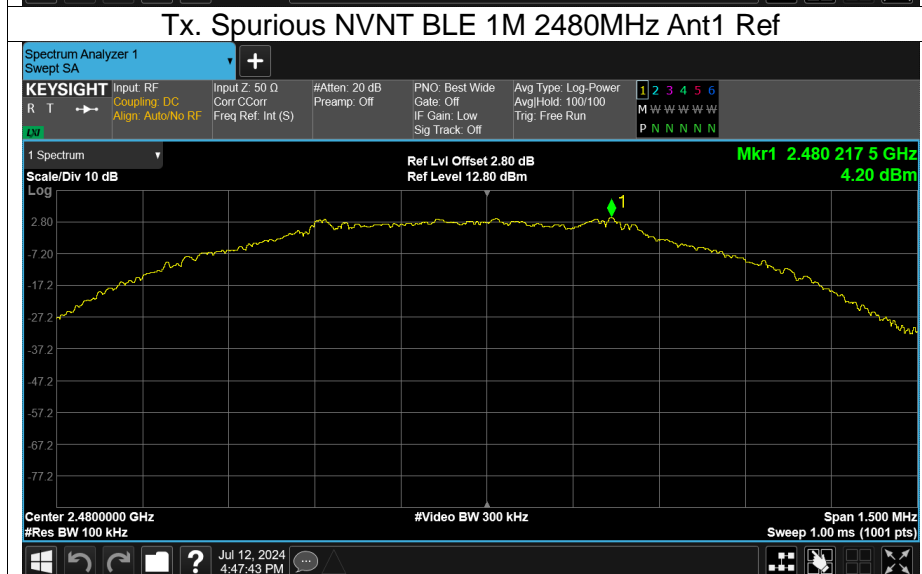 Tx. Spurious NVNT BLE 1M 2480MHz Ant1 Ref
Spectrum Analyzer 1
Swept SA
+
KEYSIGHT
R T
LXI
Input: RF
Coupling: DC
Align: Auto/No RF
Input Z: 50 Ω
Corr CCorr
Freq Ref: Int (S)
#Atten: 20 dB
Preamp: Off
PNO: Best Wide
Gate: Off
IF Gain: Low
Sig Track: Off
Avg Type: Log-Power
Avg|Hold: 100/100
Trig: Free Run
1 2 3 4 5 6
M W W W W W
P N N N N N
1 Spectrum
Scale/Div 10 dB
Ref Lvl Offset 2.80 dB
Ref Level 12.80 dBm
Mkr1 2.480 217 5 GHz
4.20 dBm
Log
1
2.80
-7.20
-17.2
-27.2
-37.2
-47.2
-57.2
-67.2
-77.2
Center 2.4800000 GHz
#Video BW 300 kHz
Span 1.500 MHz
#Res BW 100 kHz
Sweep 1.00 ms (1001 pts)
?
Jul 12, 2024
4:47:43 PM